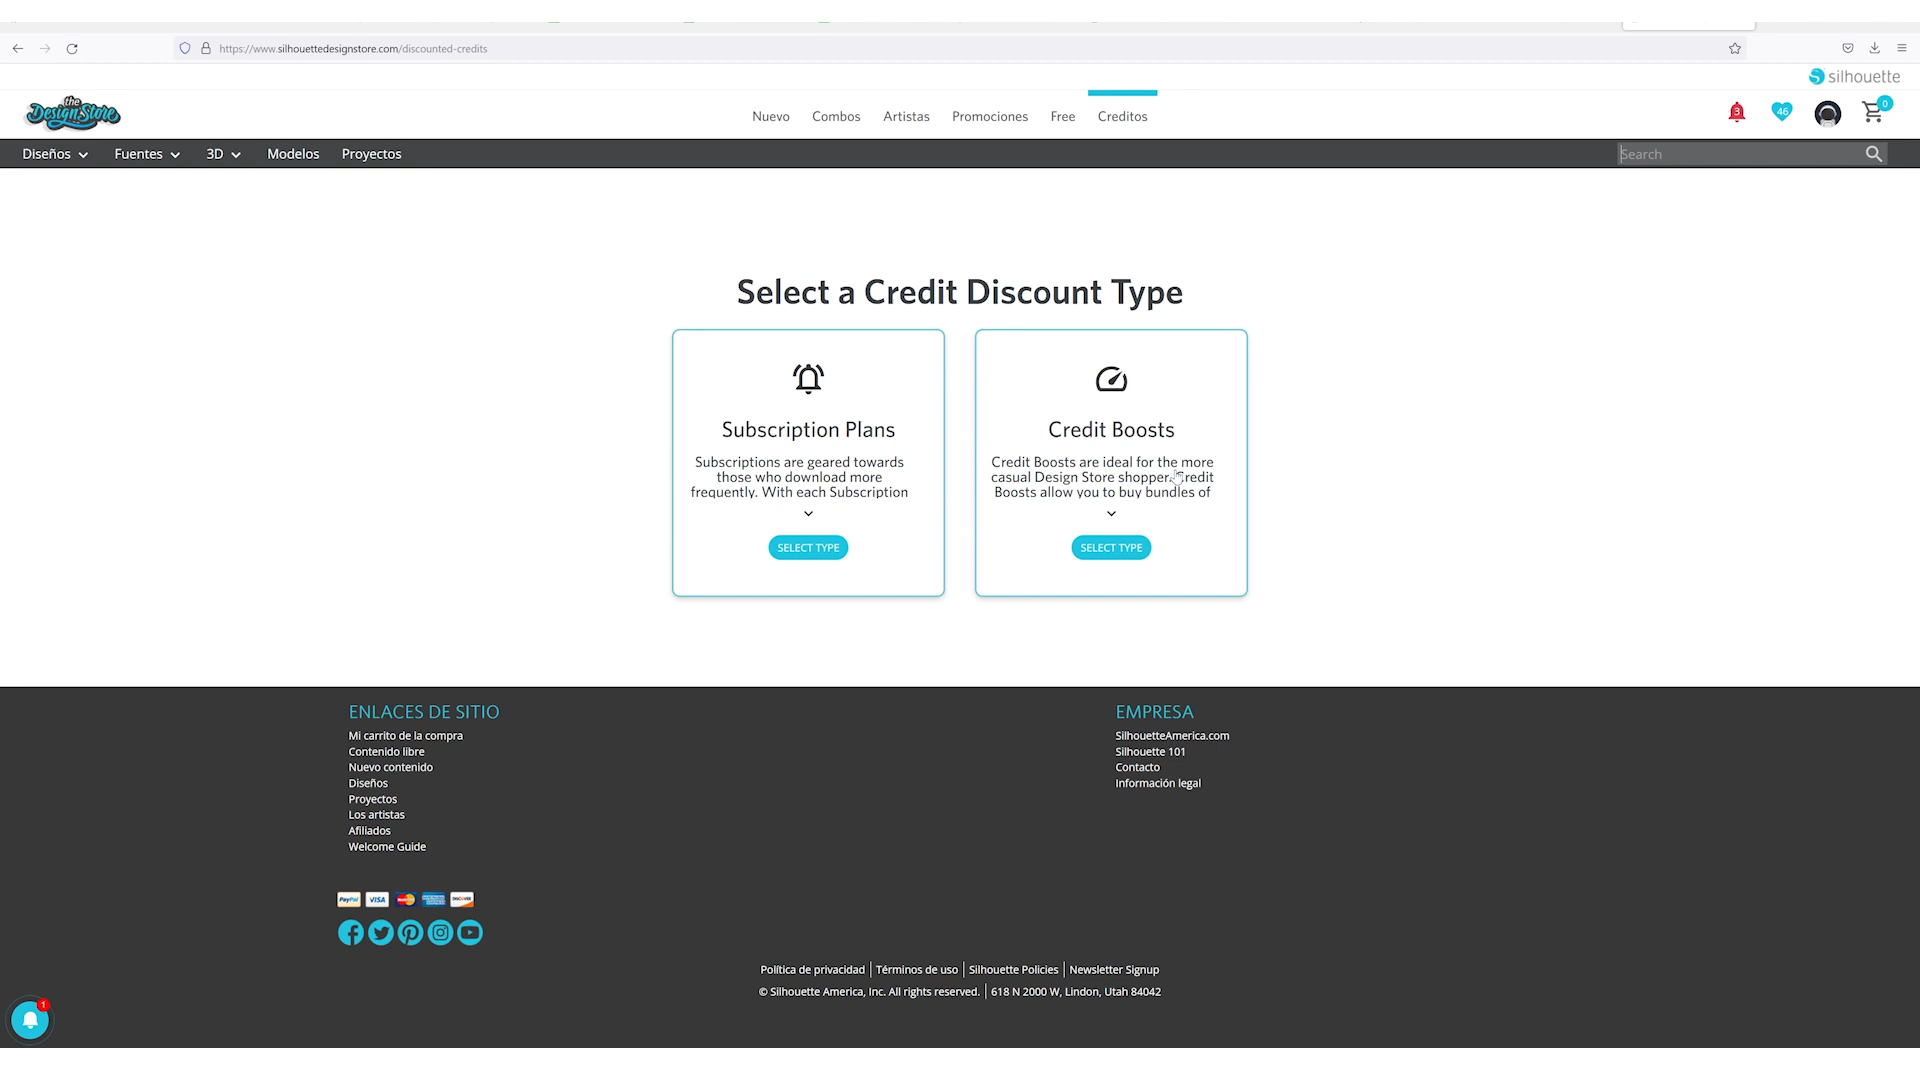 https://www.silhouettedesignstore.com/discounted-credits
silhouette
the
Design Store
Nuevo
Combos
Artistas
Promociones
Free
Creditos
3
46
0
Diseños
Fuentes
3D
Modelos
Proyectos
Search
Select a Credit Discount Type
Subscription Plans
Subscriptions are geared towards
those who download more
frequently. With each Subscription
SELECT TYPE
Credit Boosts
Credit Boosts are ideal for the more
casual Design Store shopper. Credit
Boosts allow you to buy bundles of
SELECT TYPE
ENLACES DE SITIO
Mi carrito de la compra
Contenido libre
Nuevo contenido
Diseños
Proyectos
Los artistas
Afiliados
Welcome Guide
EMPRESA
SilhouetteAmerica.com
Silhouette 101
Contacto
Información legal
PayPal
VISA
DISCOVER
Política de privacidad | Términos de uso | Silhouette Policies | Newsletter Signup
© Silhouette America, Inc. All rights reserved. | 618 N 2000 W, Lindon, Utah 84042
1